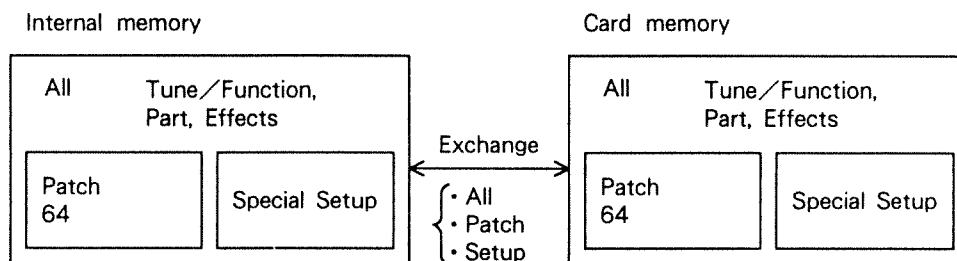 Internal memory
All Tune／Function,
Part, Effects
Patch
64
Special Setup
Exchange
・All
・Patch
・Setup
Card memory
All Tune／Function,
Part, Effects
Patch
64
Special Setup